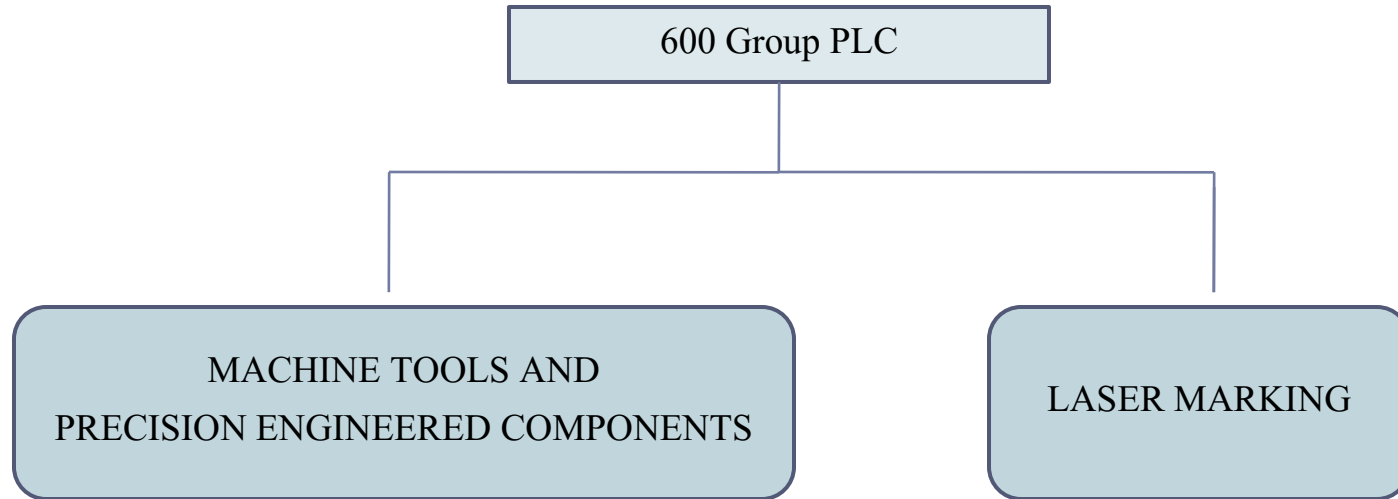 600 Group PLC
MACHINE TOOLS AND
PRECISION ENGINEERED COMPONENTS
LASER MARKING